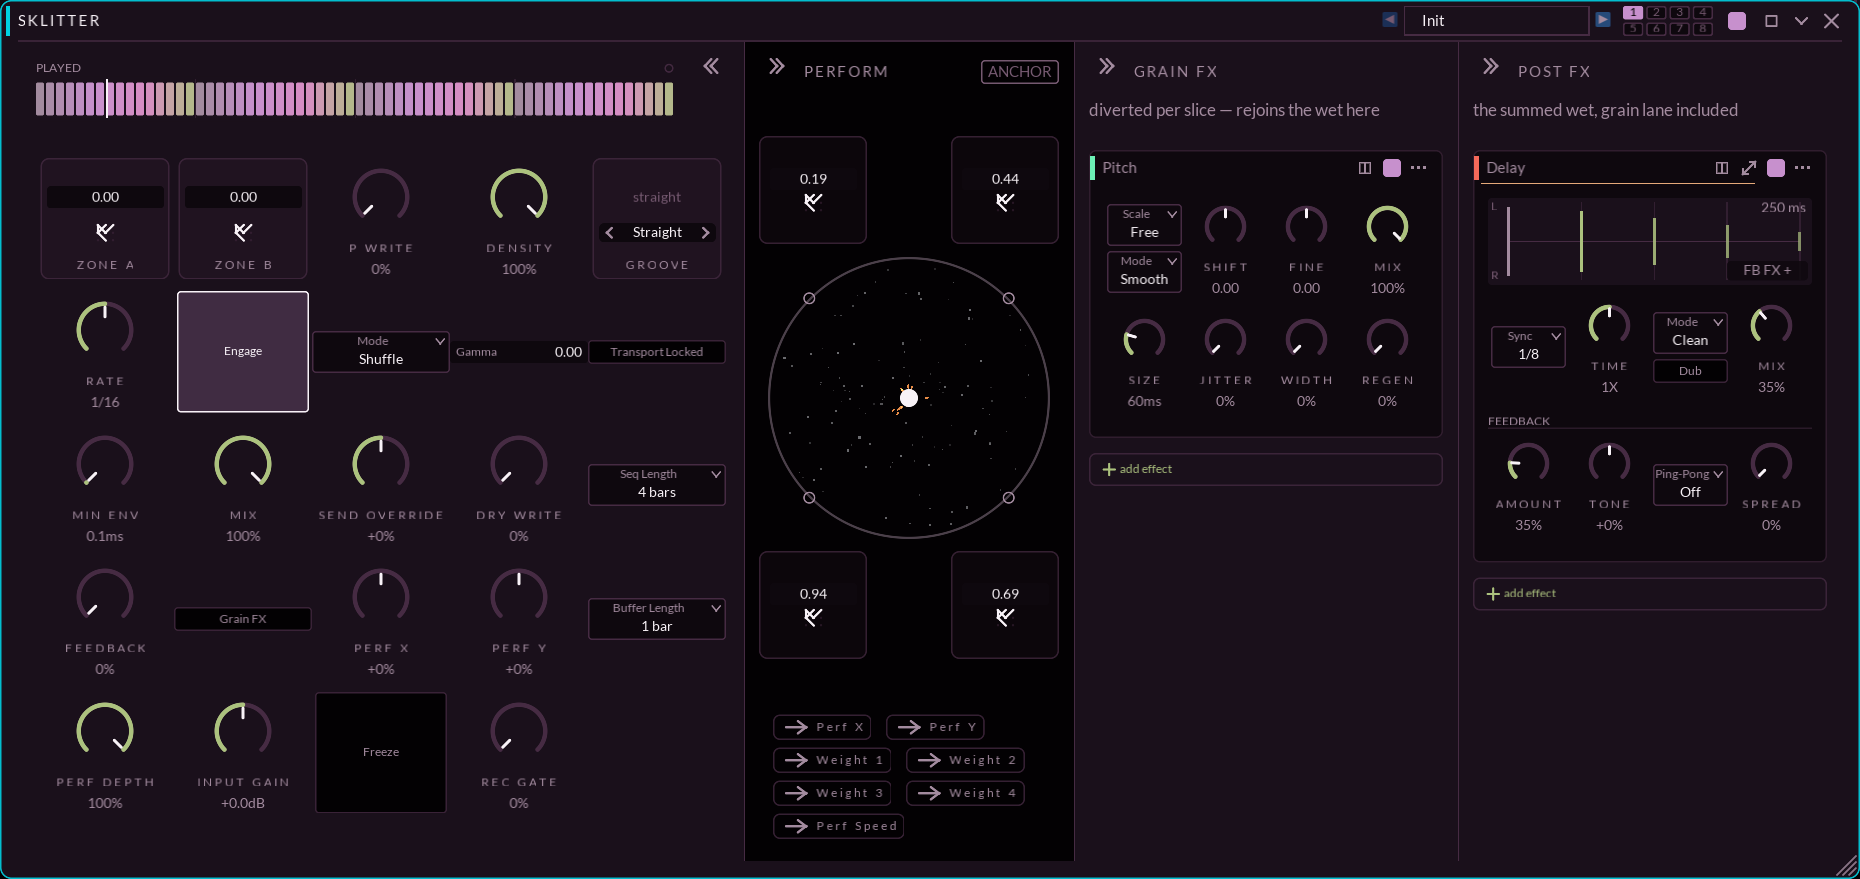 SKLITTER
Init
1 2 3 4
5 6 7 8
PLAYED
0.00
ZONE A
0.00
ZONE B
P WRITE
0%
DENSITY
100%
straight
Straight
GROOVE
RATE
1/16
Engage
Mode
Shuffle
Gamma 0.00
Transport Locked
MIN ENV
0.1ms
MIX
100%
SEND OVERRIDE
+0%
DRY WRITE
0%
Seq Length
4 bars
FEEDBACK
0%
Grain FX
PERF X
+0%
PERF Y
+0%
Buffer Length
1 bar
PERF DEPTH
100%
INPUT GAIN
+0.0dB
Freeze
REC GATE
0%
PERFORM
ANCHOR
0.19
0.44
0.94
0.69
Perf X
Perf Y
Weight 1
Weight 2
Weight 3
Weight 4
Perf Speed
GRAIN FX
diverted per slice — rejoins the wet here
Pitch
Scale
Free
Mode
Smooth
SHIFT
0.00
FINE
0.00
MIX
100%
SIZE
60ms
JITTER
0%
WIDTH
0%
REGEN
0%
add effect
POST FX
the summed wet, grain lane included
Delay
L
250 ms
R
FB FX +
Sync
1/8
TIME
1X
Mode
Clean
Dub
MIX
35%
FEEDBACK
AMOUNT
35%
TONE
+0%
Ping-Pong
Off
SPREAD
0%
add effect